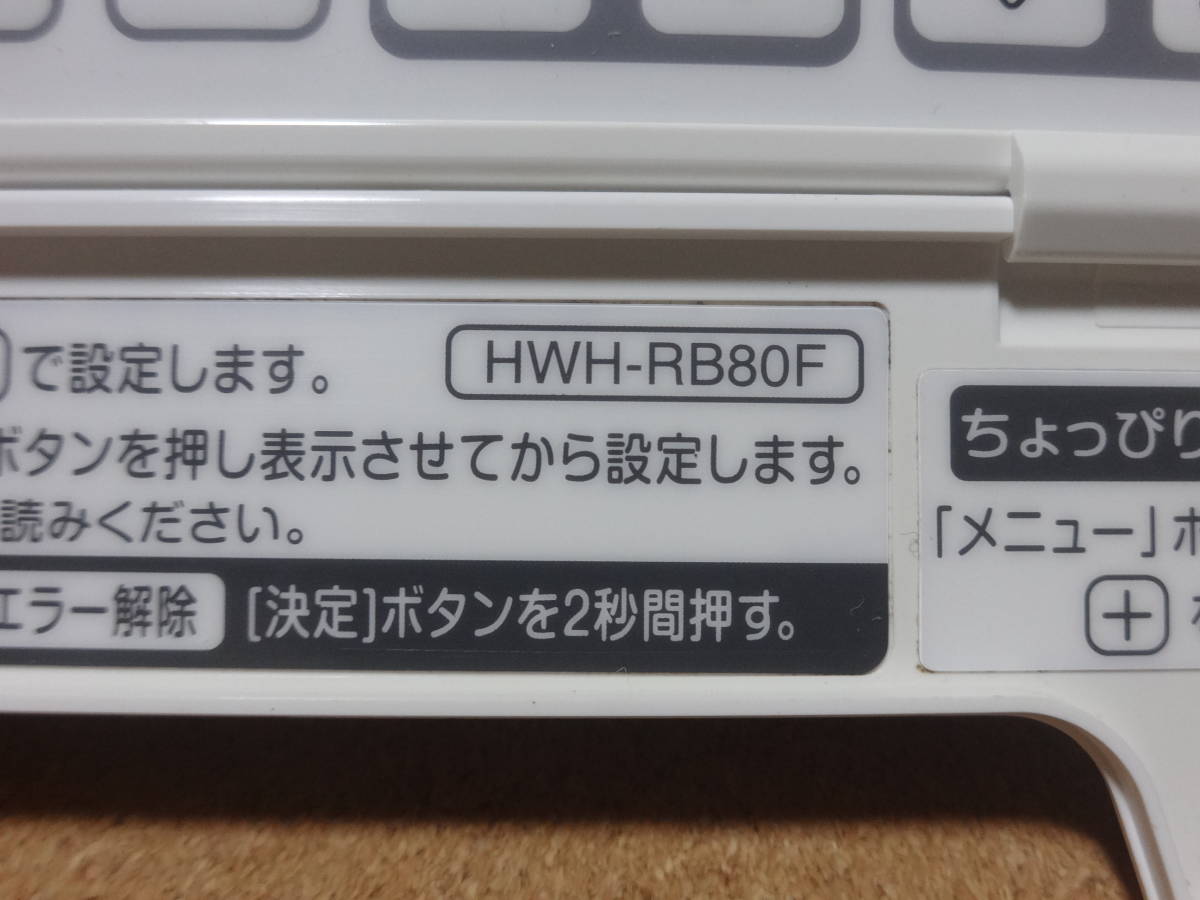 で設定します。
HWH-RB80F
ボタンを押し表示させてから設定します。
読みください。
エラー解除 [決定]ボタンを2秒間押す。
ちょっぴり
「メニュー」ボ
+